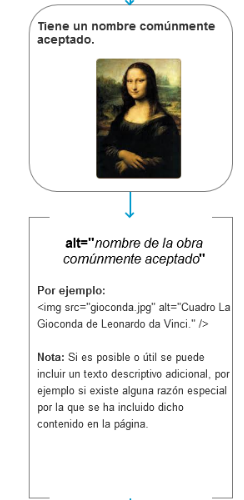 Tiene un nombre comúnmente
aceptado.
alt="nombre de la obra
comúnmente aceptado"
Por ejemplo:
<img src="gioconda.jpg" alt="Cuadro La
Gioconda de Leonardo da Vinci." />
Nota: Si es posible o útil se puede
incluir un texto descriptivo adicional, por
ejemplo si existe alguna razón especial
por la que se ha incluido dicho
contenido en la página.